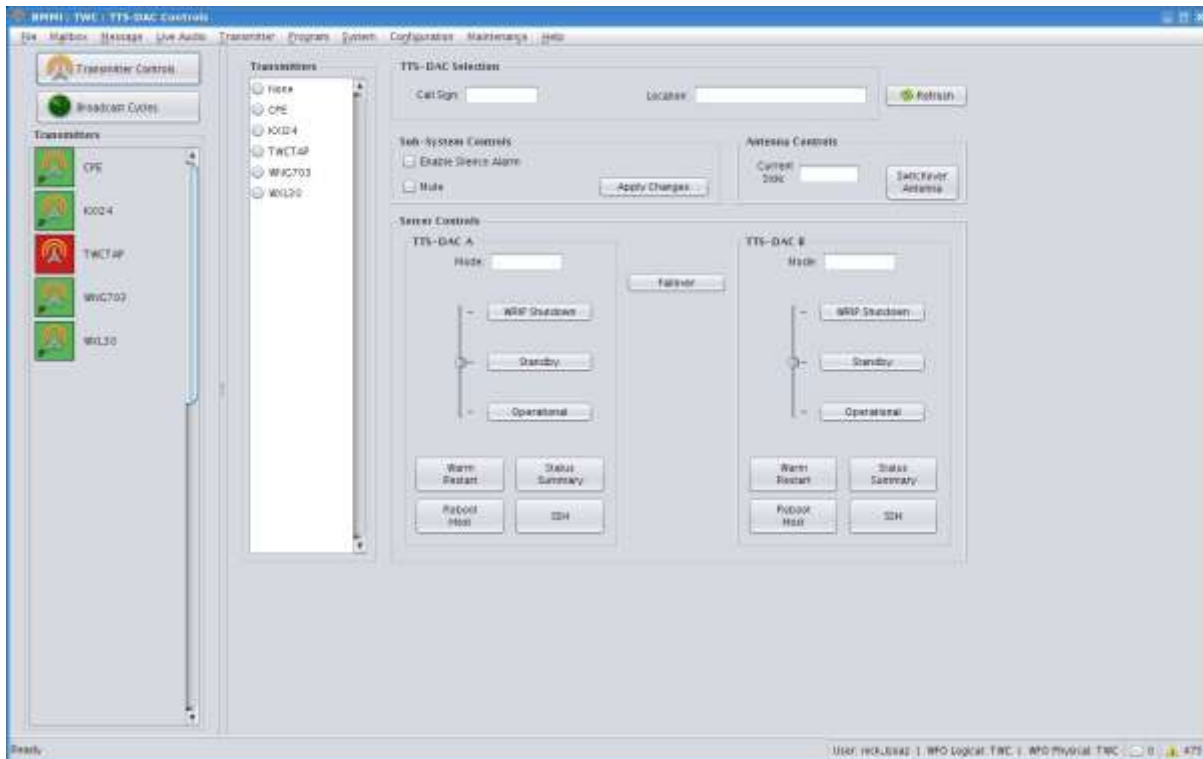 BMMI : TWC : TTS-DAC Controls
File Mailbox Message Live Audio Transmitter Program System Configuration Maintenance Help
Transmitter Controls
Broadcast Cycles
Transmitters
CPE
KXI24
TWCTAP
WNG703
WXL30
Transmitters
None
CPE
KXI24
TWCTAP
WNG703
WXL30
TTS-DAC Selection
Call Sign: Location: Refresh
Sub-System Controls
Enable Silence Alarm
Mute
Apply Changes
Antenna Controls
Current
Side:
Switchover
Antenna
Server Controls
TTS-DAC A
Mode:
WRIP Shutdown
Standby
Operational
Warm
Restart
Status
Summary
Reboot
Host
SSH
Failover
TTS-DAC B
Mode:
WRIP Shutdown
Standby
Operational
Warm
Restart
Status
Summary
Reboot
Host
SSH
Ready
User: | WFO Logical: TWC | WFO Physical: TWC 0 475